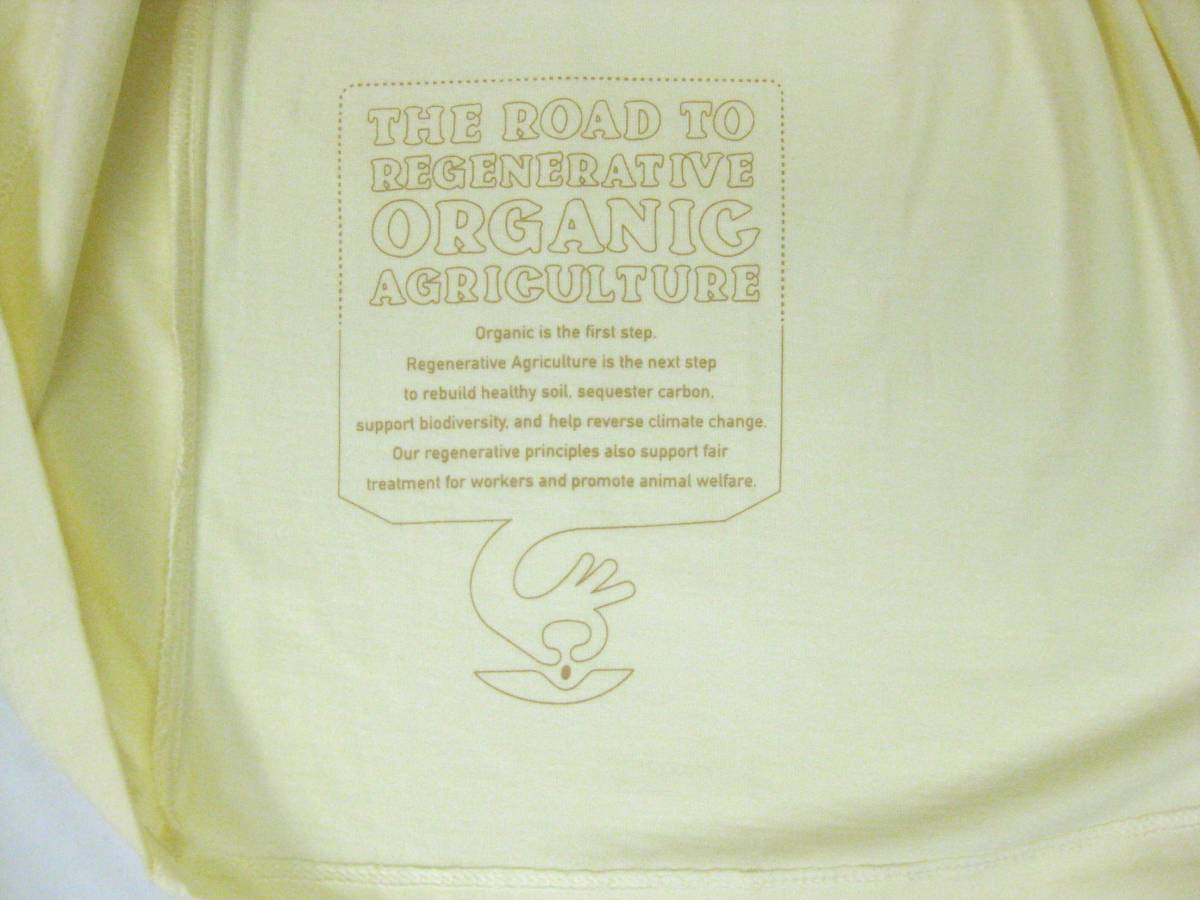 THE ROAD TO
REGENERATIVE
ORGANIC
AGRICULTURE
Organic is the first step.
Regenerative Agriculture is the next step
to rebuild healthy soil, sequester carbon,
support biodiversity, and help reverse climate change.
Our regenerative principles also support fair
treatment for workers and promote animal welfare.